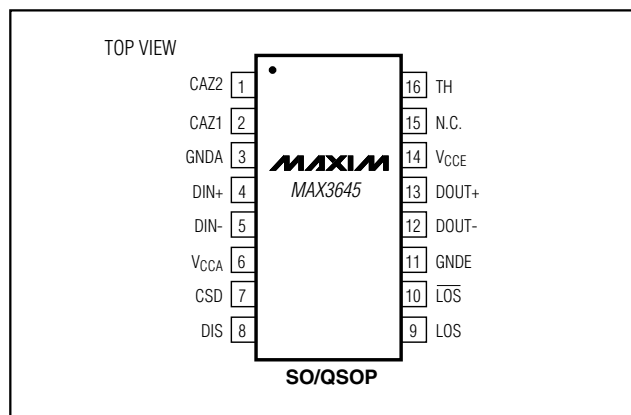 TOP VIEW
CAZ2 1
CAZ1 2
GNDA 3
DIN+ 4
DIN- 5
VCCA 6
CSD 7
DIS 8
MAXIM
MAX3645
16 TH
15 N.C.
14 VCCE
13 DOUT+
12 DOUT-
11 GNDE
10 L̅O̅S̅
9 LOS
SO/QSOP